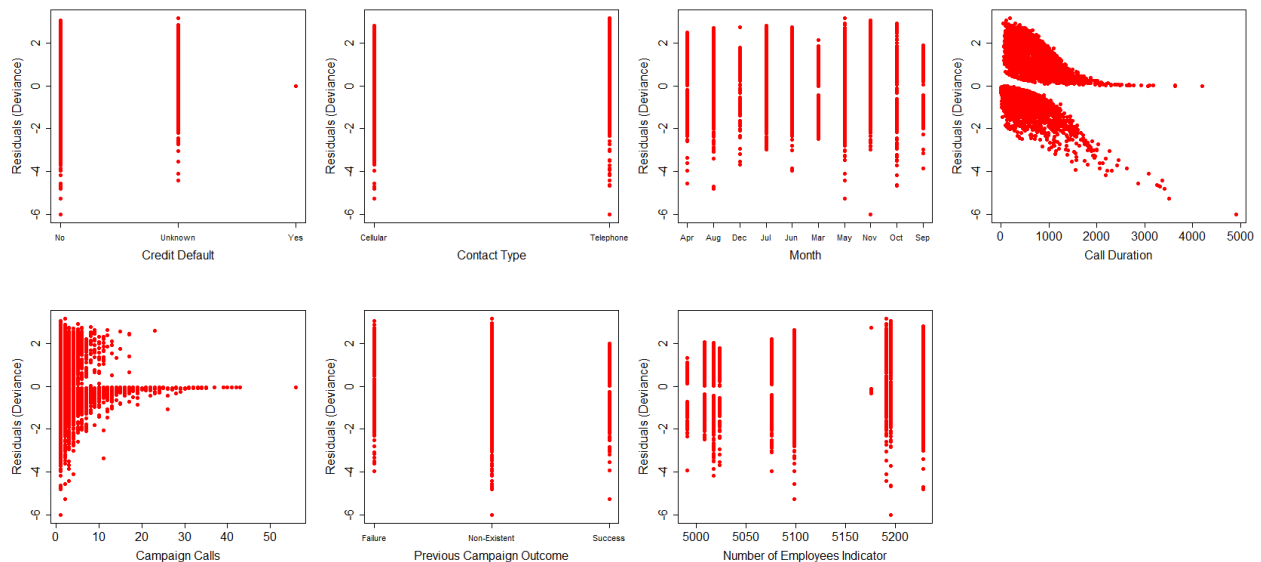 Residuals (Deviance)
2
0
-2
-4
-6
No
Unknown
Yes
Credit Default
Residuals (Deviance)
2
0
-2
-4
-6
Cellular
Telephone
Contact Type
Residuals (Deviance)
2
0
-2
-4
-6
Apr
Aug
Dec
Jul
Jun
Mar
May
Nov
Oct
Sep
Month
Residuals (Deviance)
2
0
-2
-4
-6
0
1000
2000
3000
4000
5000
Call Duration
Residuals (Deviance)
2
0
-2
-4
-6
0
10
20
30
40
50
Campaign Calls
Residuals (Deviance)
2
0
-2
-4
-6
Failure
Non-Existent
Success
Previous Campaign Outcome
Residuals (Deviance)
2
0
-2
-4
-6
5000
5050
5100
5150
5200
Number of Employees Indicator